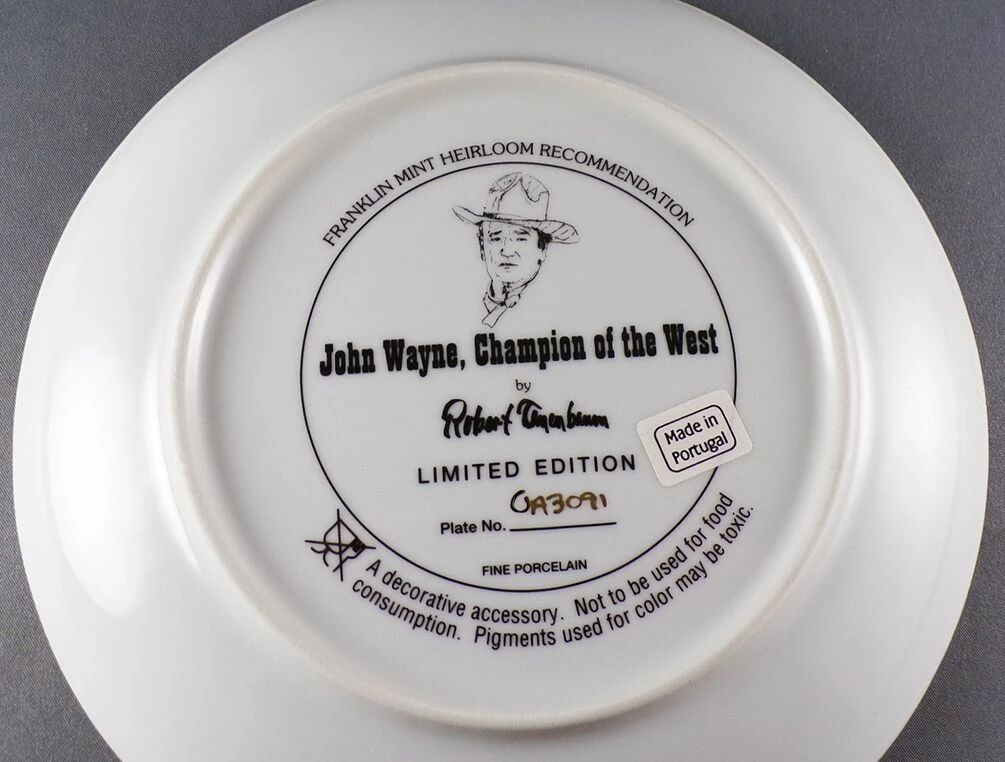 FRANKLIN MINT HEIRLOOM RECOMMENDATION
John Wayne, Champion of the West
by
Robert Tanenbaum
LIMITED EDITION
Plate No. OA3091
FINE PORCELAIN
Made in
Portugal
A decorative accessory. Not to be used for food
consumption. Pigments used for color may be toxic.